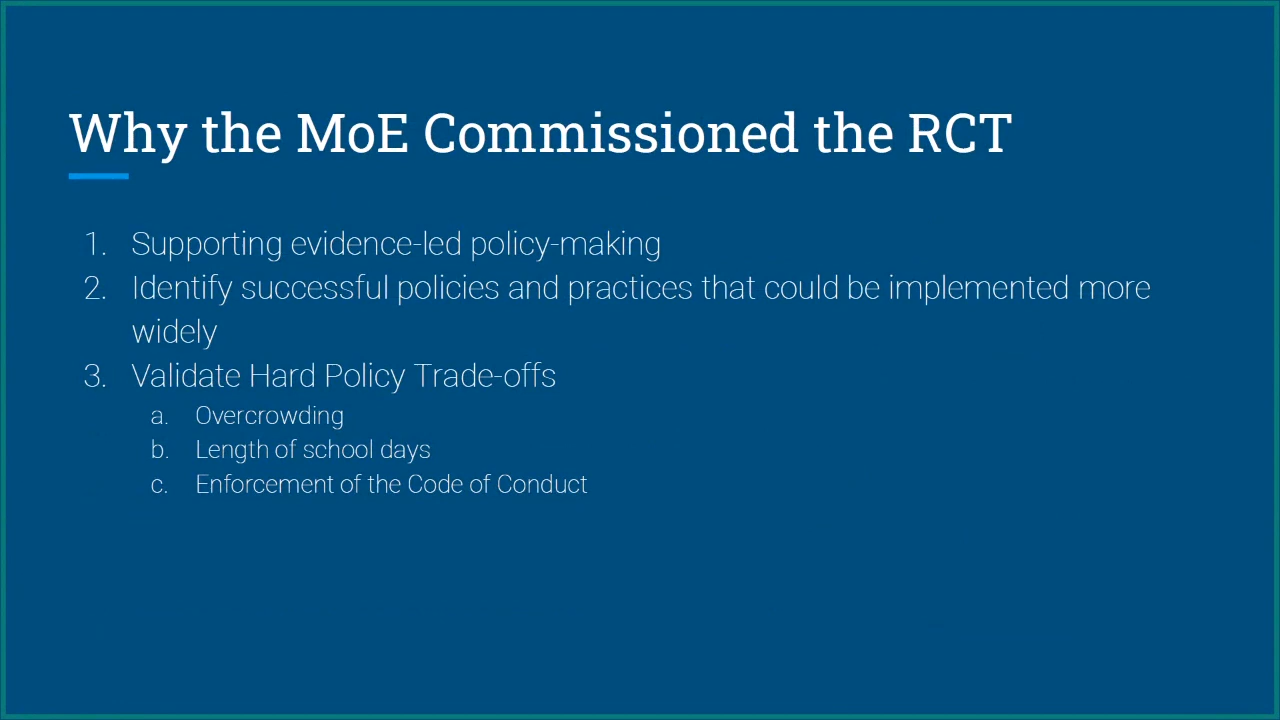 Why the MoE Commissioned the RCT
1. Supporting evidence-led policy-making
2. Identify successful policies and practices that could be implemented more
widely
3. Validate Hard Policy Trade-offs
a. Overcrowding
b. Length of school days
c. Enforcement of the Code of Conduct